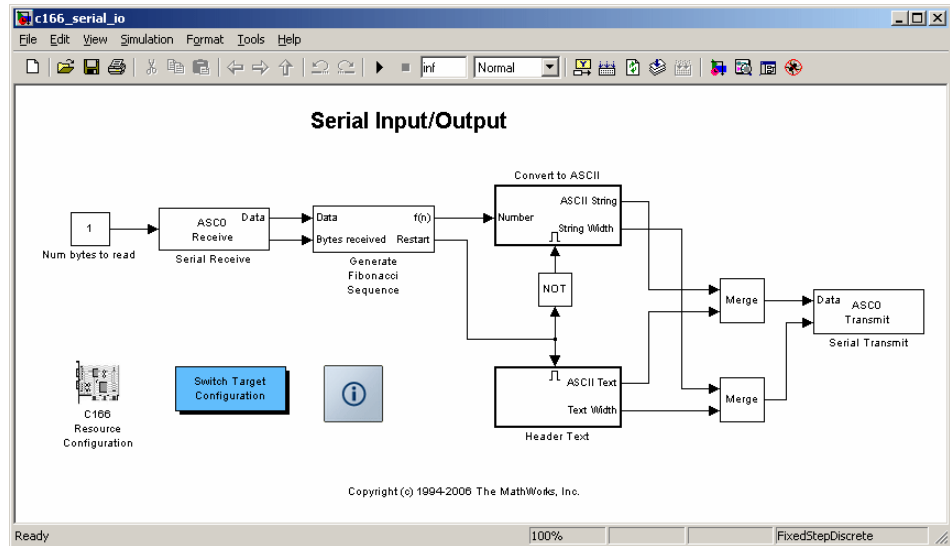 c166_serial_io
File Edit View Simulation Format Tools Help
inf Normal
Serial Input/Output
Convert to ASCII
ASCII String
Number
String Width
1
Num bytes to read
ASC0
Receive
Data
Serial Receive
Data
f(n)
Bytes received
Restart
Generate
Fibonacci
Sequence
NOT
Merge
Data
ASC0
Transmit
Serial Transmit
ASCII Text
Text Width
Header Text
Merge
C166
Resource
Configuration
Switch Target
Configuration
i
Copyright (c) 1994-2006 The MathWorks, Inc.
Ready 100% FixedStepDiscrete